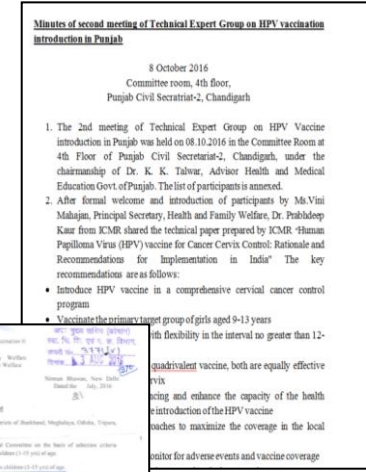 Minutes of second meeting of Technical Expert Group on HPV vaccination
introduction in Punjab
8 October 2016
Committee room, 4th floor,
Punjab Civil Secratriat-2, Chandigarh
1. The 2nd meeting of Technical Expert Group on HPV Vaccine
introduction in Punjab was held on 08.10.2016 in the Committee Room at
4th Floor of Punjab Civil Secretariat-2, Chandigarh, under the
chairmanship of Dr. K. K. Talwar, Advisor Health and Medical
Education Govt. of Punjab. The list of participants is annexed.
2. After formal welcome and introduction of participants by Ms.Vini
Mahajan, Principal Secretary, Health and Family Welfare, Dr. Prabhdeep
Kaur from ICMR shared the technical paper prepared by ICMR "Human
Papilloma Virus (HPV) vaccine for Cancer Cervix Control: Rationale and
Recommendations for Implementation in India" The key
recommendations are as follows:
• Introduce HPV vaccine in a comprehensive cervical cancer control
program
• Vaccinate the primary target group of girls aged 9-13 years
ith flexibility in the interval no greater than 12-
quadrivalent vaccine, both are equally effective
rvix
ncing and enhance the capacity of the health
e introduction of the HPV vaccine
oaches to maximize the coverage in the local
onitor for adverse events and vaccine coverage
Nirman Bhawan, New Delhi
Dated the July, 2016